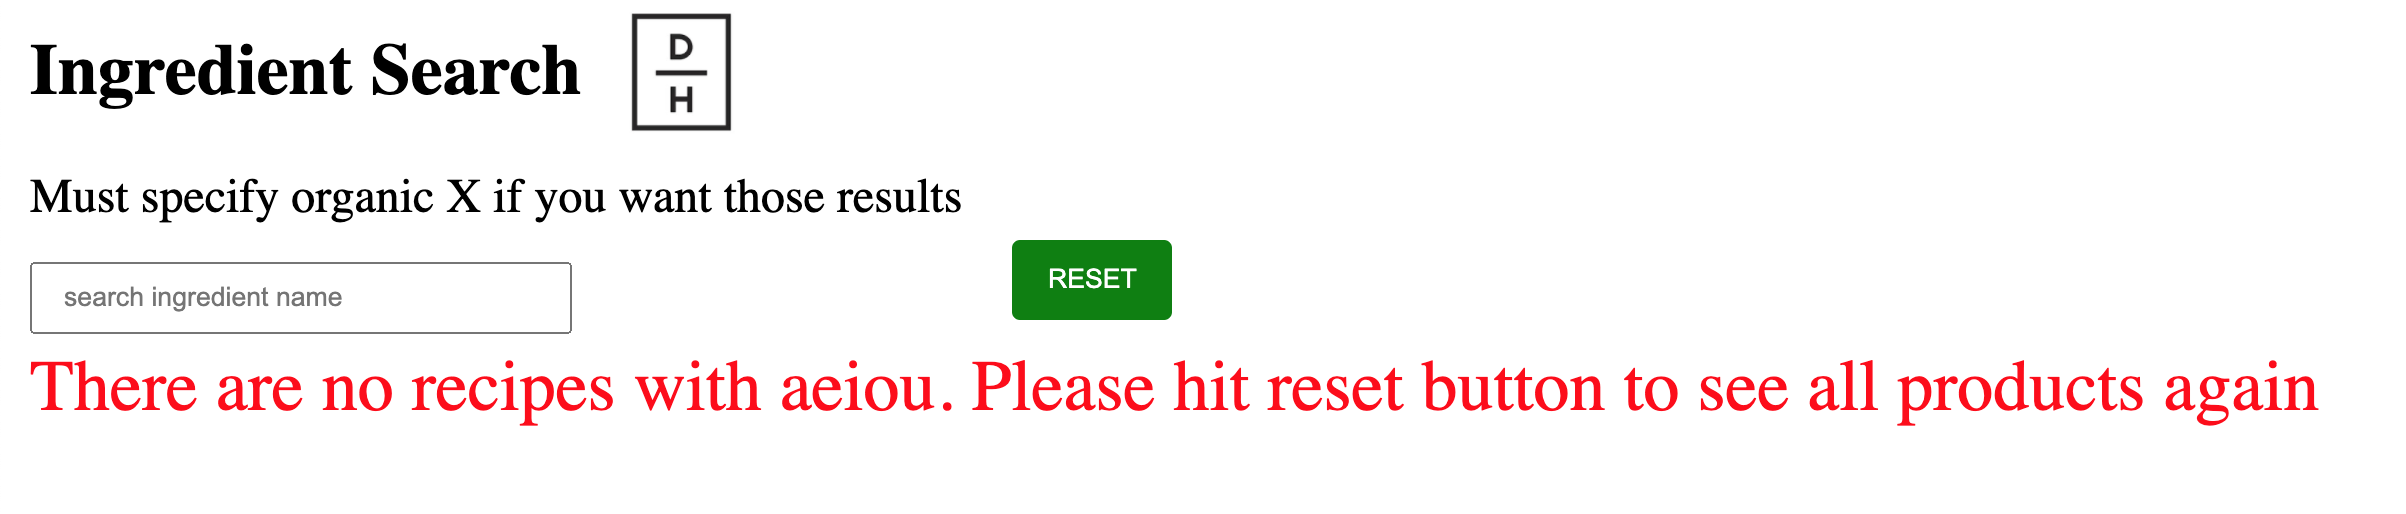 Ingredient Search
D
H
Must specify organic X if you want those results
RESET
search ingredient name
There are no recipes with aeiou. Please hit reset button to see all products again